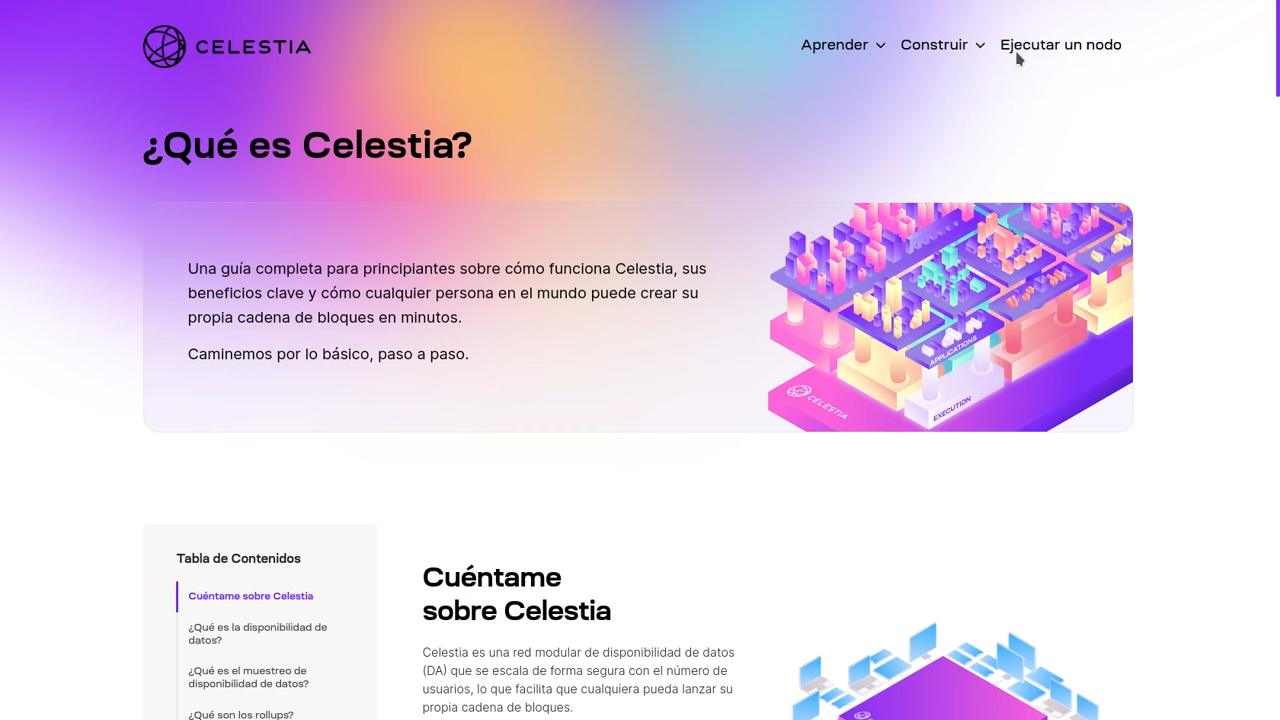 CELESTIA
Aprender
Construir
Ejecutar un nodo
¿Qué es Celestia?
Una guía completa para principiantes sobre cómo funciona Celestia, sus
beneficios clave y cómo cualquier persona en el mundo puede crear su
propia cadena de bloques en minutos.
Caminemos por lo básico, paso a paso.
APPLICATIONS
EXECUTION
CELESTIA
Tabla de Contenidos
Cuéntame sobre Celestia
¿Qué es la disponibilidad de
datos?
¿Qué es el muestreo de
disponibilidad de datos?
¿Qué son los rollups?
Cuéntame
sobre Celestia
Celestia es una red modular de disponibilidad de datos
(DA) que se escala de forma segura con el número de
usuarios, lo que facilita que cualquiera pueda lanzar su
propia cadena de bloques.